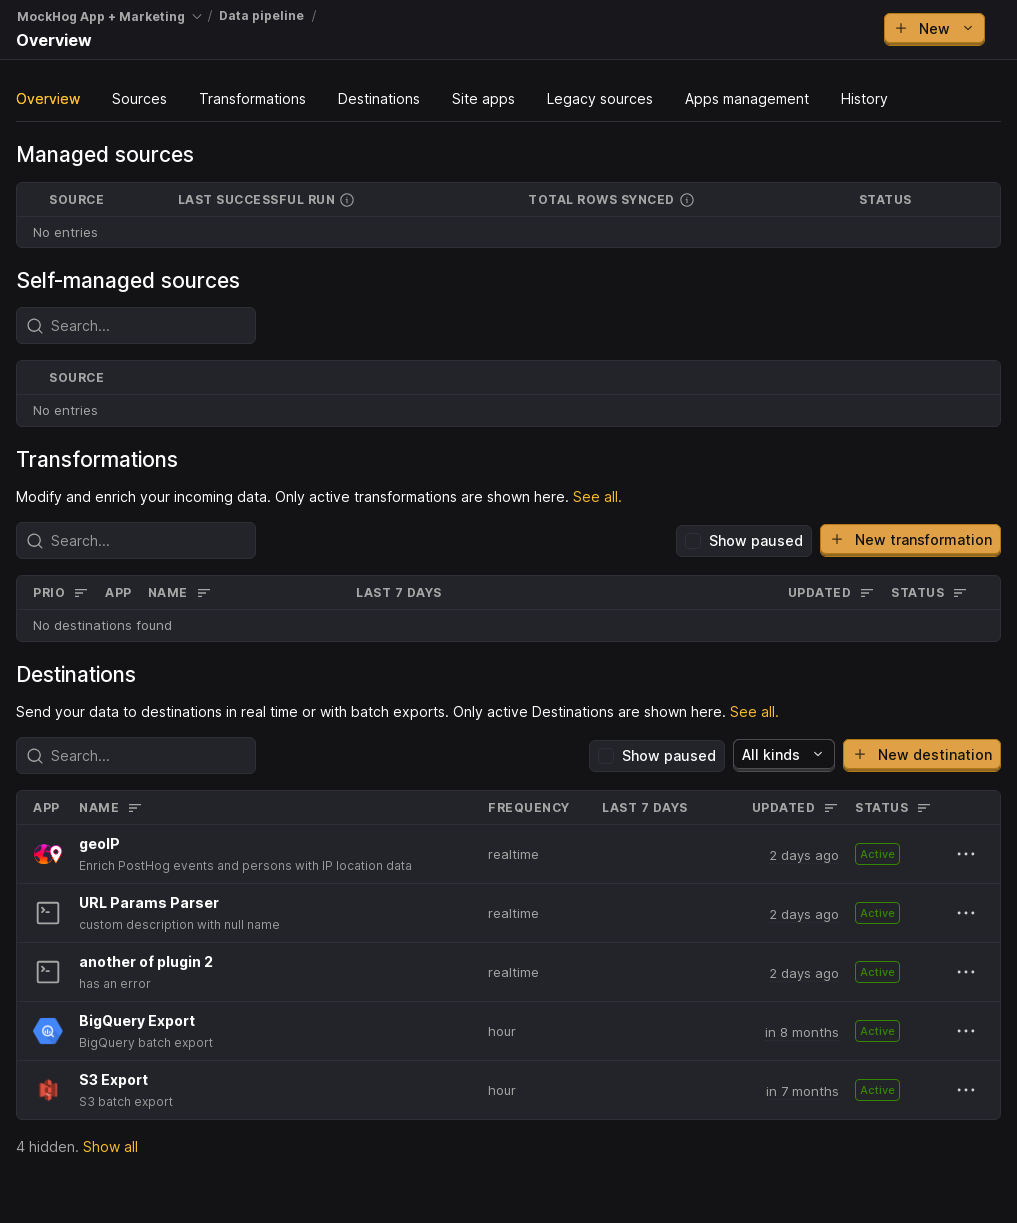 MockHog App + Marketing / Data pipeline /
Overview
New
Overview Sources Transformations Destinations Site apps Legacy sources Apps management History
Managed sources
SOURCE LAST SUCCESSFUL RUN TOTAL ROWS SYNCED STATUS
No entries
Self-managed sources
Search...
SOURCE
No entries
Transformations
Modify and enrich your incoming data. Only active transformations are shown here. See all.
Search... Show paused New transformation
PRIO APP NAME LAST 7 DAYS UPDATED STATUS
No destinations found
Destinations
Send your data to destinations in real time or with batch exports. Only active Destinations are shown here. See all.
Search... Show paused All kinds New destination
APP NAME FREQUENCY LAST 7 DAYS UPDATED STATUS
geoIP
Enrich PostHog events and persons with IP location data
realtime 2 days ago Active
URL Params Parser
custom description with null name
realtime 2 days ago Active
another of plugin 2
has an error
realtime 2 days ago Active
BigQuery Export
BigQuery batch export
hour in 8 months Active
S3 Export
S3 batch export
hour in 7 months Active
4 hidden. Show all